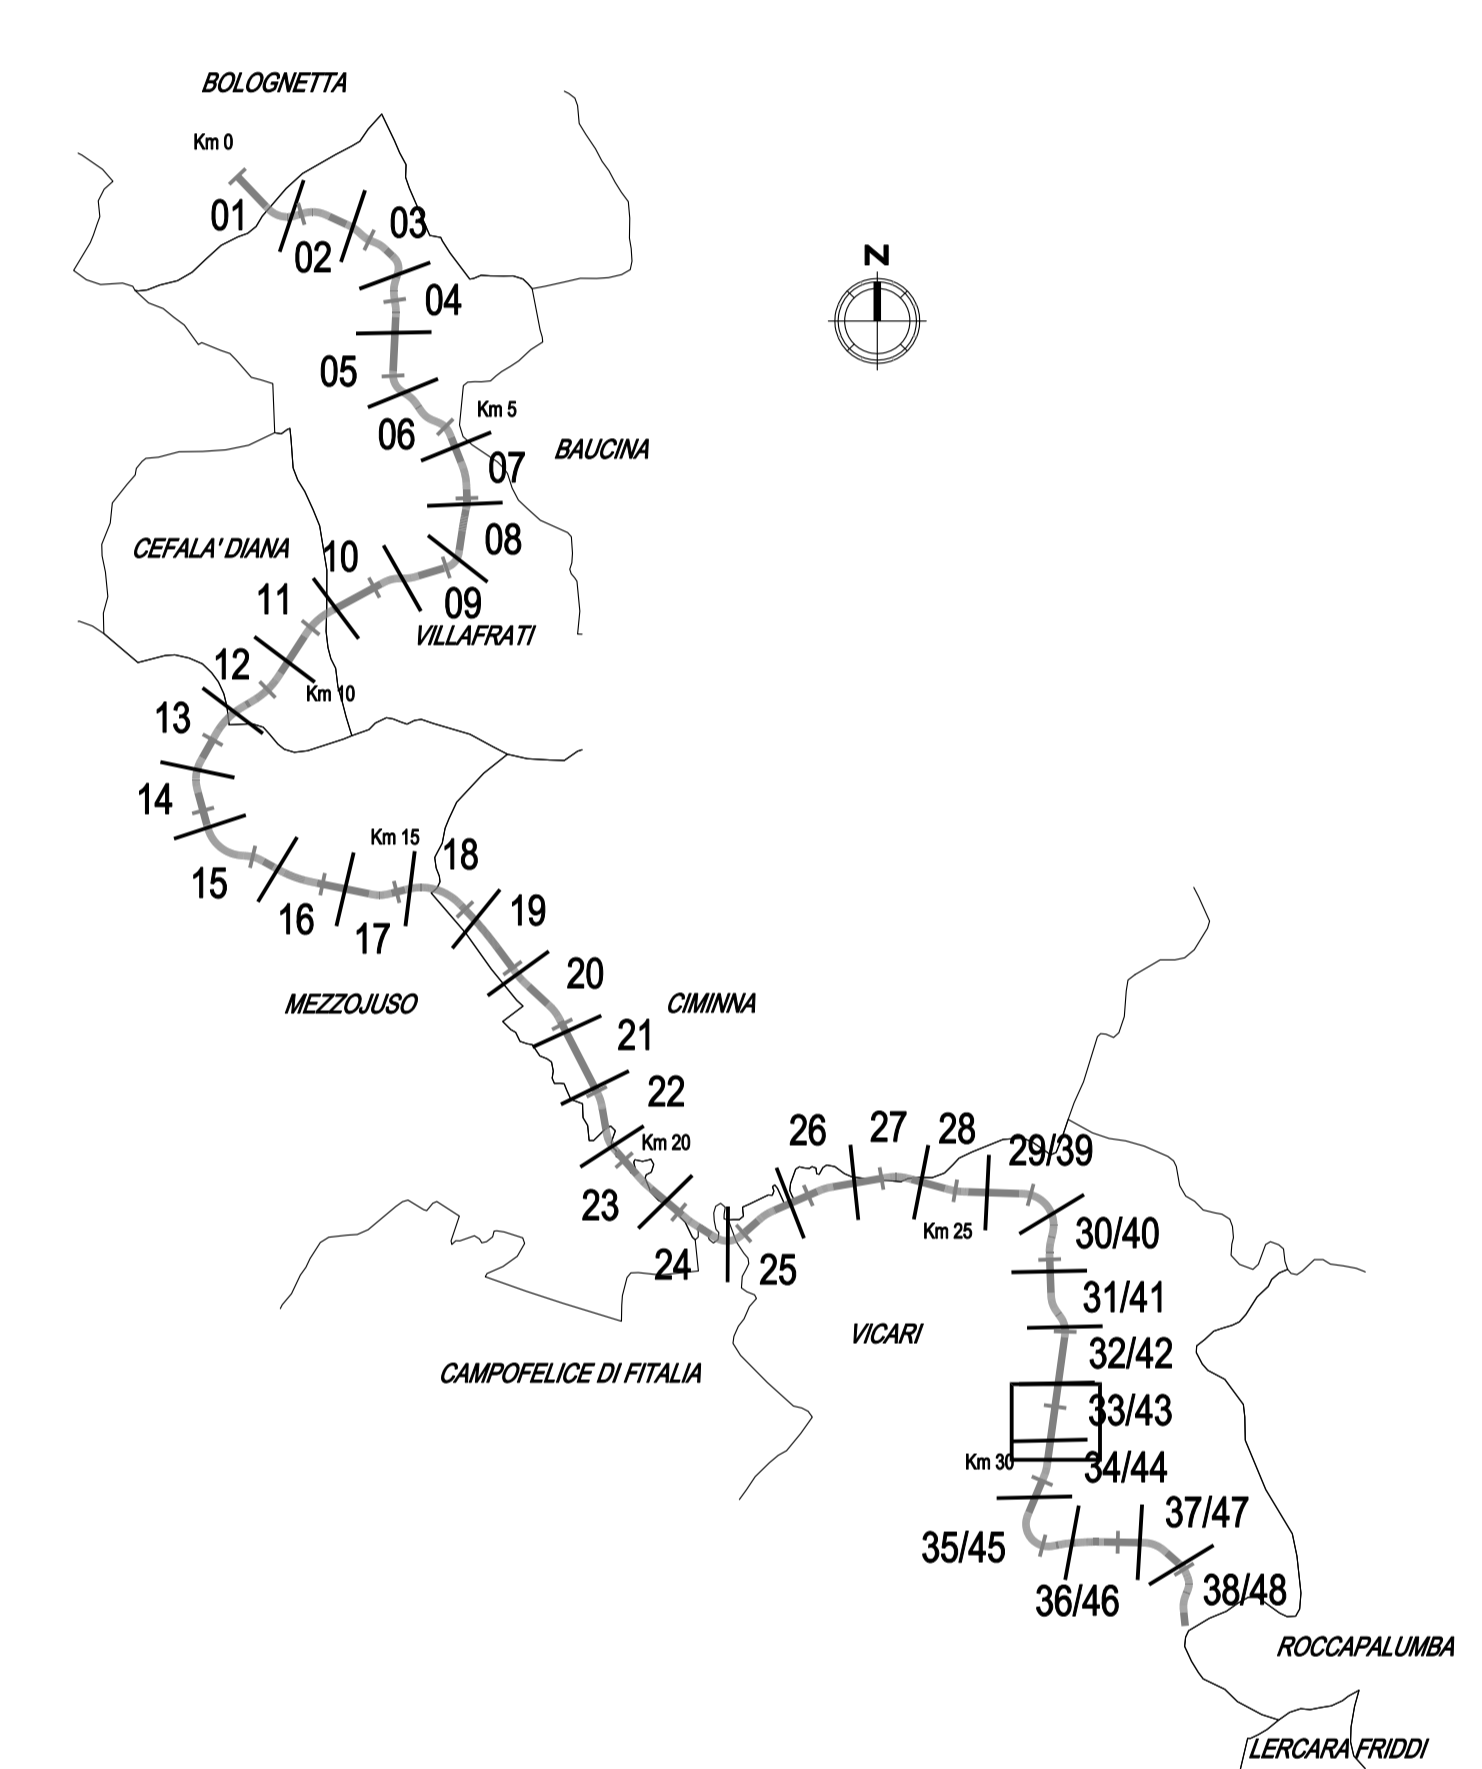 BOLOGNETTA
Km 0
01
02
03
N
04
05
Km 5
06
BAUCINA
07
08
CEFALA' DIANA
10
11
09
VILLAFRATI
12
Km 10
13
14
Km 15
18
15
16
17
19
20
MEZZOJUSO
CIMINNA
21
22
Km 20
26
27
28
29/39
23
24
25
Km 25
30/40
31/41
VICARI
32/42
CAMPOFELICE DI FITALIA
33/43
Km 30
34/44
37/47
35/45
36/46
38/48
ROCCAPALUMBA
LERCARA FRIDDI